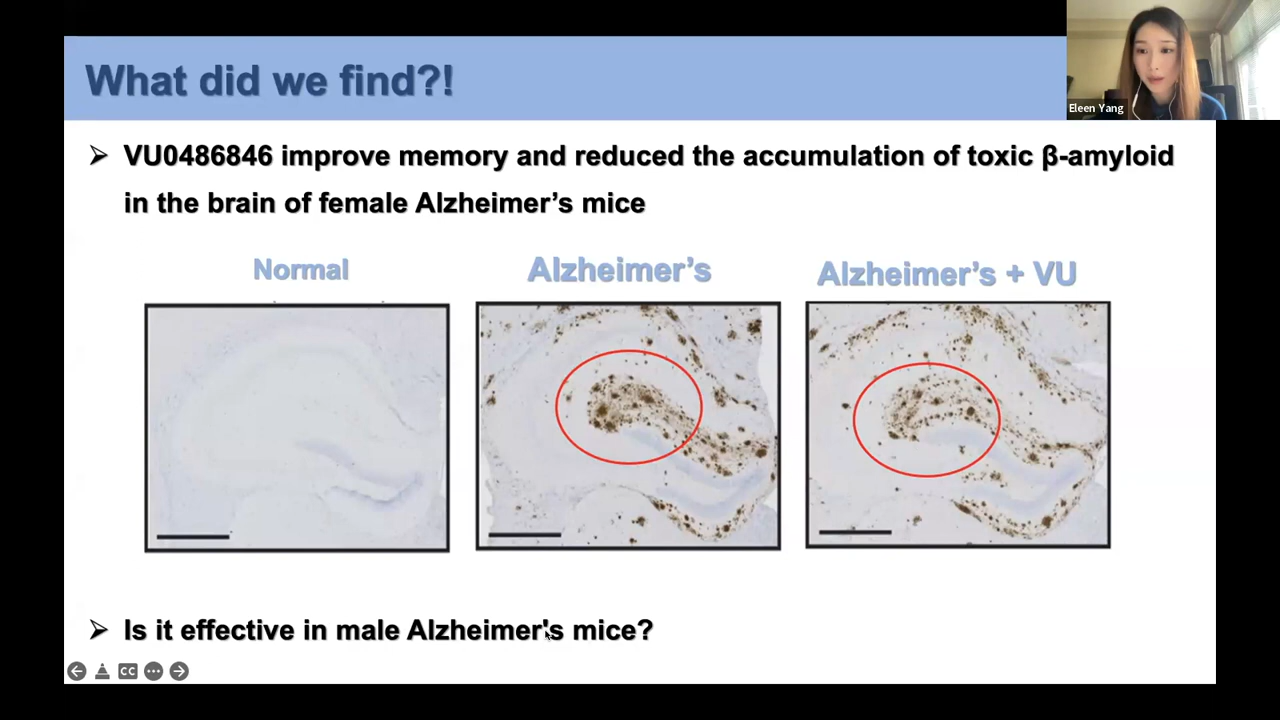 What did we find?!
Eleen Yang
➢ VU0486846 improve memory and reduced the accumulation of toxic β-amyloid
in the brain of female Alzheimer’s mice
Normal
Alzheimer’s
Alzheimer’s + VU
➢ Is it effective in male Alzheimer's mice?
CC